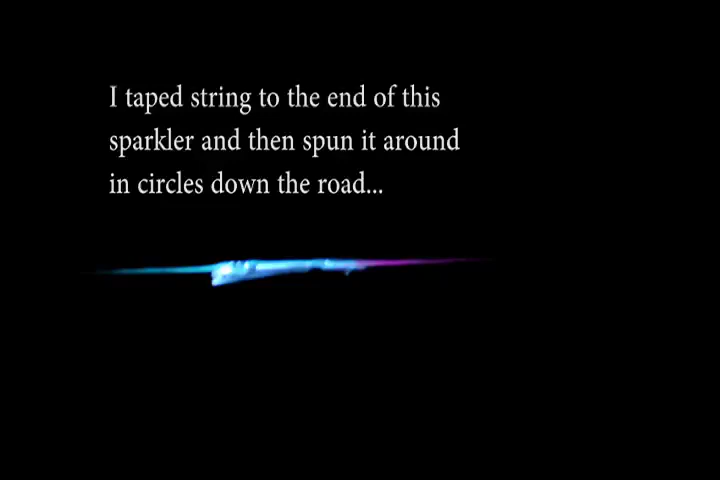 I taped string to the end of this
sparkler and then spun it around
in circles down the road...